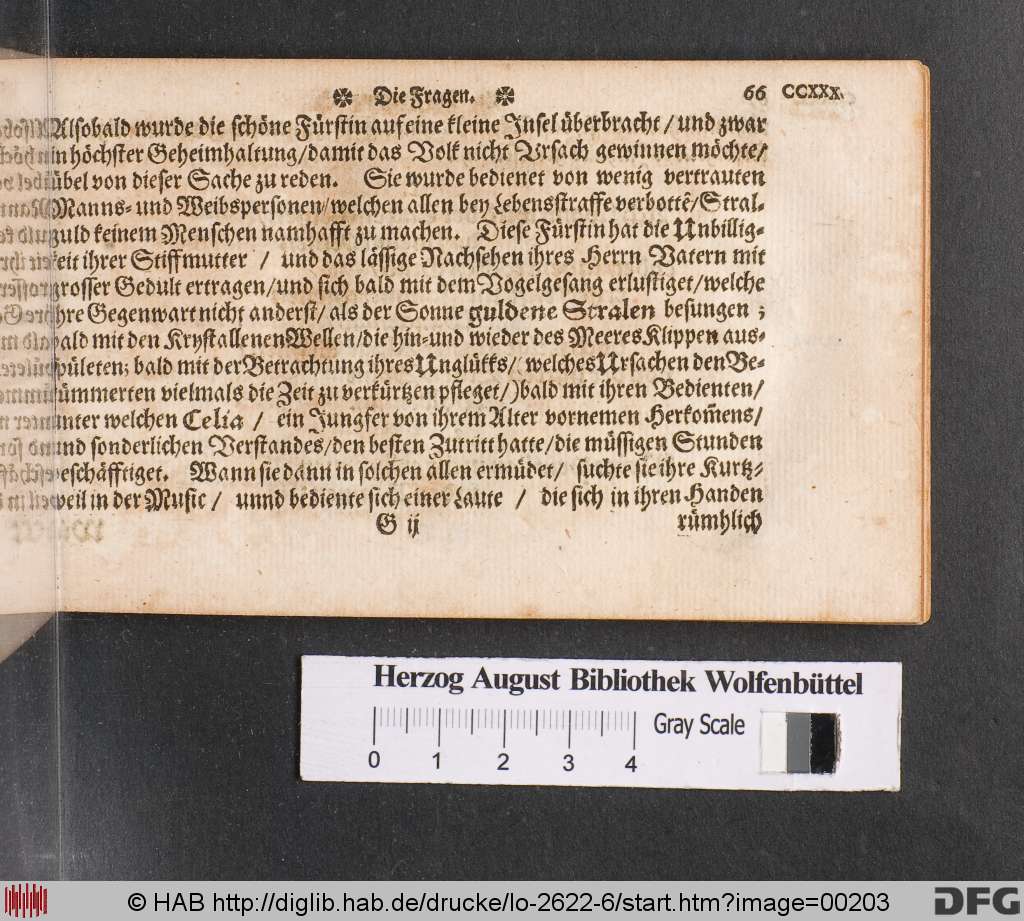 Die Fragen. 66 CCXXX.
Alsobald wurde die schöne Fürstin auf eine kleine Insel überbracht / und zwar
in höchster Geheimhaltung/damit das Volk nicht Ursach gewinnen möchte/
übel von dieser Sache zu reden. Sie wurde bedienet von wenig vertrauten
Manns- und Weibspersonen/welchen allen bey Lebensstraffe verbottẽ/Stral-
guld keinem Menschen namhafft zu machen. Diese Fürstin hat die Unbillig-
keit ihrer Stiffmutter / und das lässige Nachsehen ihres Herrn Vatern mit
grosser Gedult ertragen/und sich bald mit dem Vogelgesang erlustiget/welche
ihre Gegenwart nicht anderst/als der Sonne guldene Stralen besungen ;
bald mit den Krystallenen Wellen/die hin-und wieder des Meeres Klippen aus-
spületen; bald mit der Betrachtung ihres Unglükks/(welches Ursachen den Be-
kümmerten vielmals die Zeit zu verkürtzen pfleget/)bald mit ihren Bedienten/
unter welchen Celia / ein Jungfer von ihrem Alter vornemen Herkom̃ens/
und sonderlichen Verstandes/den besten Zutritt hatte/die müssigen Stunden
beschäfftiget. Wann sie dann in solchen allen ermüdet/ suchte sie ihre Kurtz-
weil in der Music / unnd bediente sich einer Laute / die sich in ihren Handen
G ij rümhlich
Herzog August Bibliothek Wolfenbüttel
Gray Scale
0 1 2 3 4
© HAB http://diglib.hab.de/drucke/lo-2622-6/start.htm?image=00203 DFG